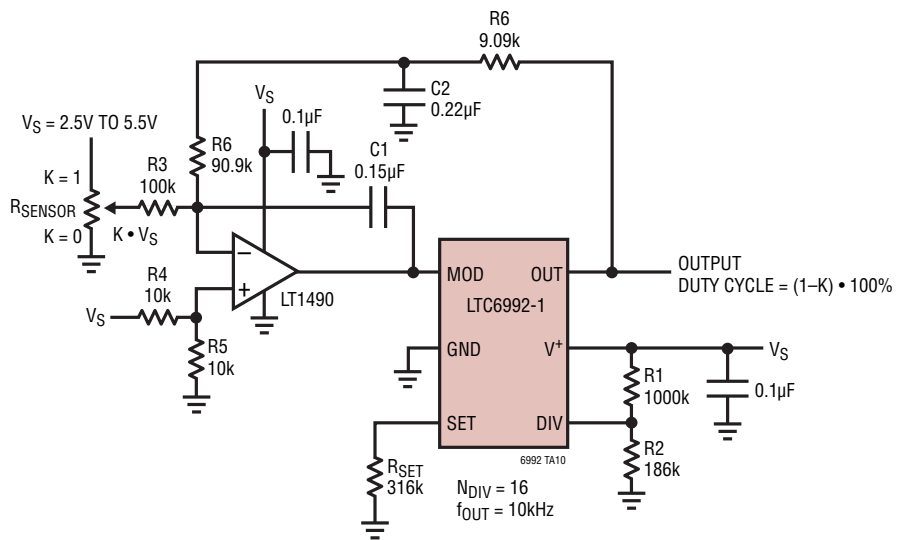 R6
9.09k
C2
0.22µF
VS
0.1µF
VS = 2.5V TO 5.5V
R6
90.9k
C1
0.15µF
K = 1
R3
100k
RSENSOR
K = 0
K • VS
R4
10k
VS
R5
10k
–
+
LT1490
MOD
OUT
LTC6992-1
GND
V+
SET
DIV
OUTPUT
DUTY CYCLE = (1–K) • 100%
VS
R1
1000k
0.1µF
R2
186k
6992 TA10
RSET
316k
NDIV = 16
fOUT = 10kHz